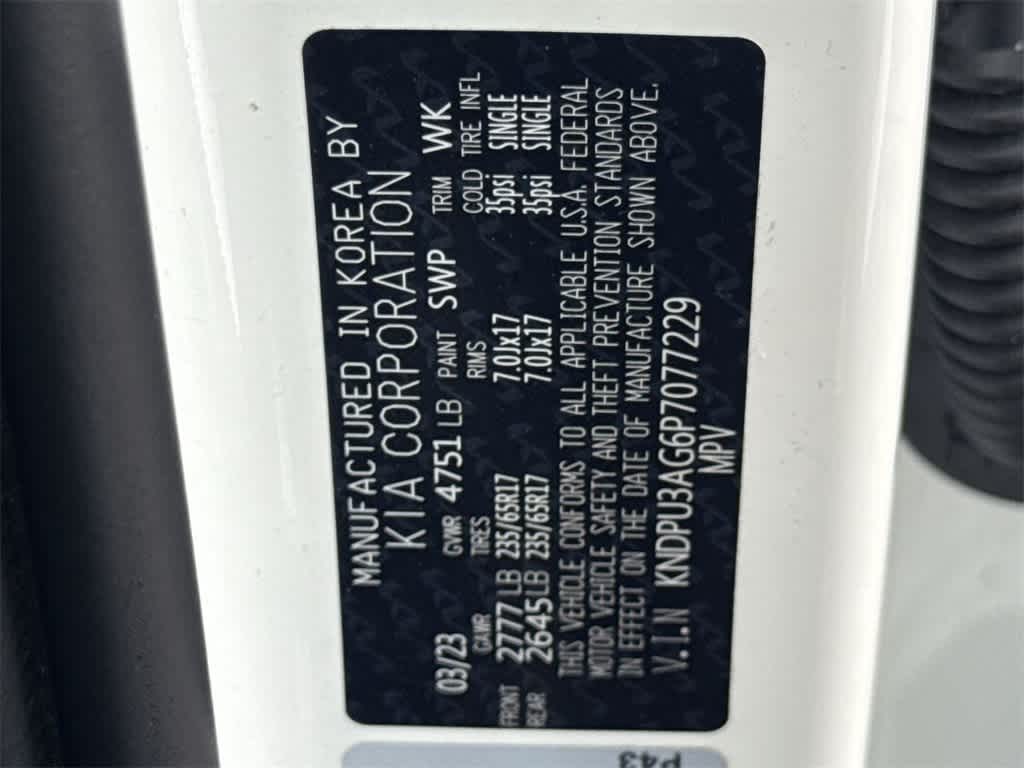 MANUFACTURED IN KOREA BY
KIA CORPORATION
03/23 GVWR 4751 LB PAINT SWP TRIM WK
GAWR TIRES RIMS COLD TIRE INFL
FRONT 2777 LB 235/65R17 7.0Jx17 35psi SINGLE
REAR 2645 LB 235/65R17 7.0Jx17 35psi SINGLE
THIS VEHICLE CONFORMS TO ALL APPLICABLE U.S.A. FEDERAL
MOTOR VEHICLE SAFETY AND THEFT PREVENTION STANDARDS
IN EFFECT ON THE DATE OF MANUFACTURE SHOWN ABOVE.
V.I.N KNDPU3AG6P7077229
MPV
P43